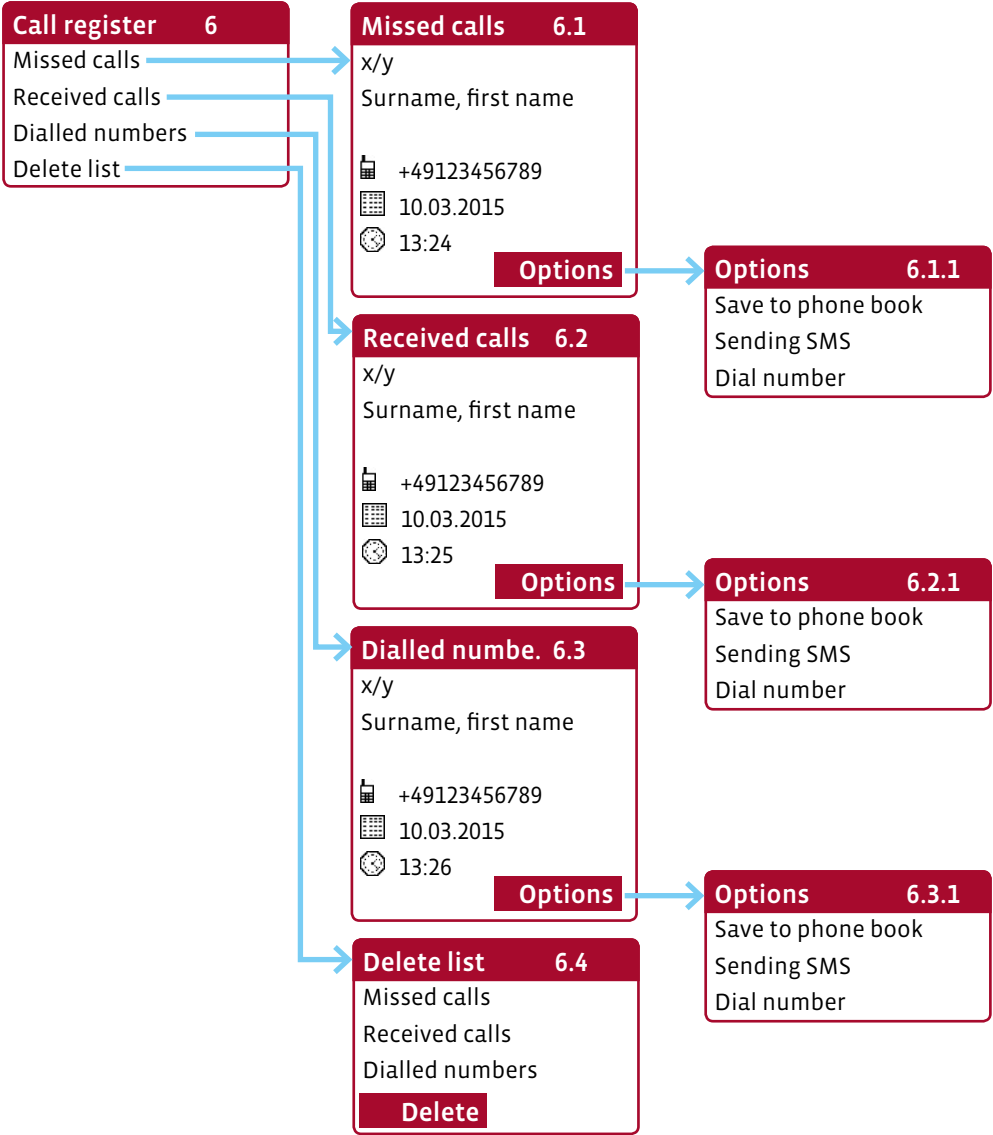 Call register 6
Missed calls
Received calls
Dialled numbers
Delete list
Missed calls 6.1
x/y
Surname, first name
+49123456789
10.03.2015
13:24
Options
Options 6.1.1
Save to phone book
Sending SMS
Dial number
Received calls 6.2
x/y
Surname, first name
+49123456789
10.03.2015
13:25
Options
Options 6.2.1
Save to phone book
Sending SMS
Dial number
Dialled numbe. 6.3
x/y
Surname, first name
+49123456789
10.03.2015
13:26
Options
Options 6.3.1
Save to phone book
Sending SMS
Dial number
Delete list 6.4
Missed calls
Received calls
Dialled numbers
Delete